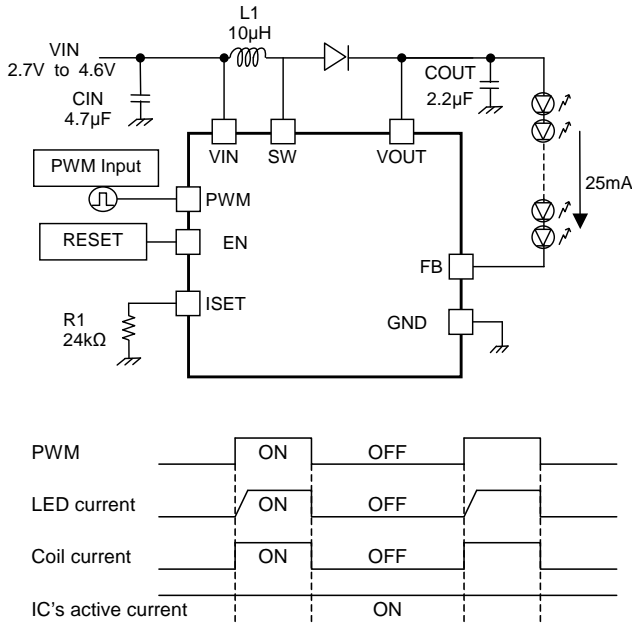 L1
10µH
VIN
2.7V to 4.6V
CIN
4.7µF
COUT
2.2µF
VIN
SW
VOUT
PWM Input
PWM
25mA
RESET
EN
FB
ISET
R1
24kΩ
GND
PWM
ON
OFF
LED current
ON
OFF
Coil current
ON
OFF
IC's active current
ON